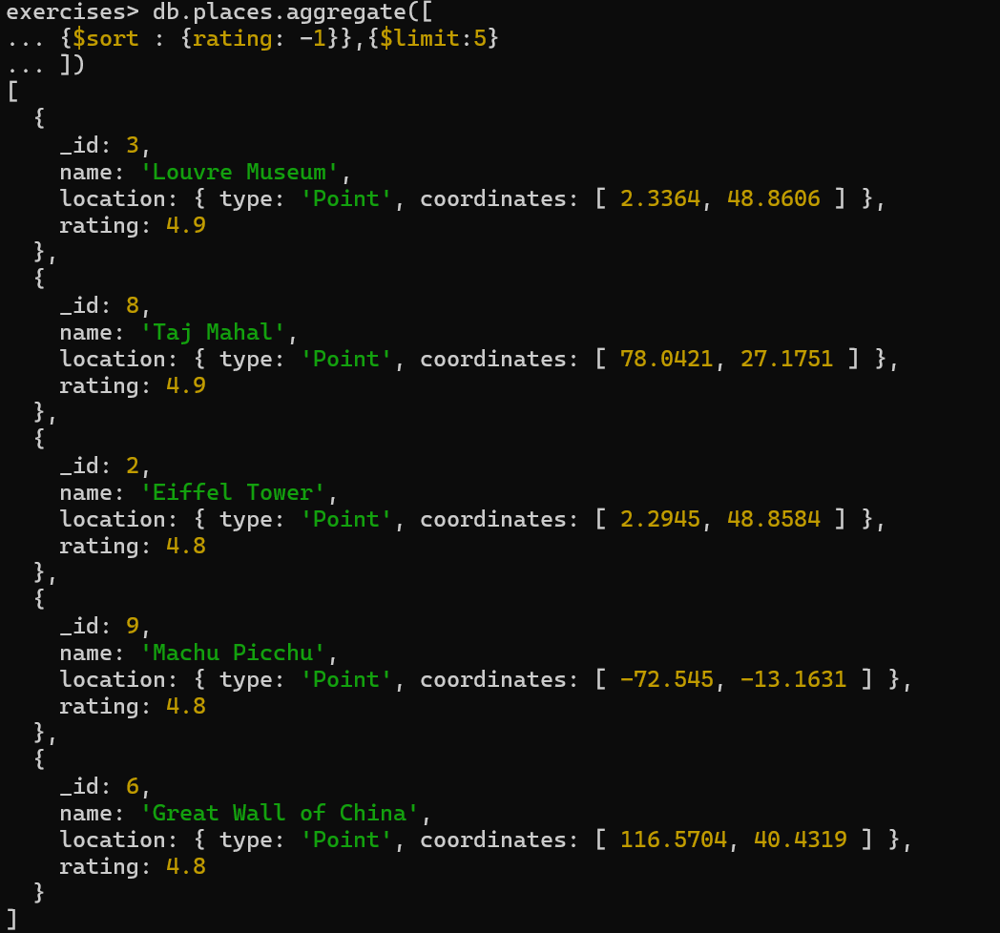 exercises> db.places.aggregate([
... {$sort : {rating: -1}},{$limit:5}
... ])
[
  {
    _id: 3,
    name: 'Louvre Museum',
    location: { type: 'Point', coordinates: [ 2.3364, 48.8606 ] },
    rating: 4.9
  },
  {
    _id: 8,
    name: 'Taj Mahal',
    location: { type: 'Point', coordinates: [ 78.0421, 27.1751 ] },
    rating: 4.9
  },
  {
    _id: 2,
    name: 'Eiffel Tower',
    location: { type: 'Point', coordinates: [ 2.2945, 48.8584 ] },
    rating: 4.8
  },
  {
    _id: 9,
    name: 'Machu Picchu',
    location: { type: 'Point', coordinates: [ -72.545, -13.1631 ] },
    rating: 4.8
  },
  {
    _id: 6,
    name: 'Great Wall of China',
    location: { type: 'Point', coordinates: [ 116.5704, 40.4319 ] },
    rating: 4.8
  }
]